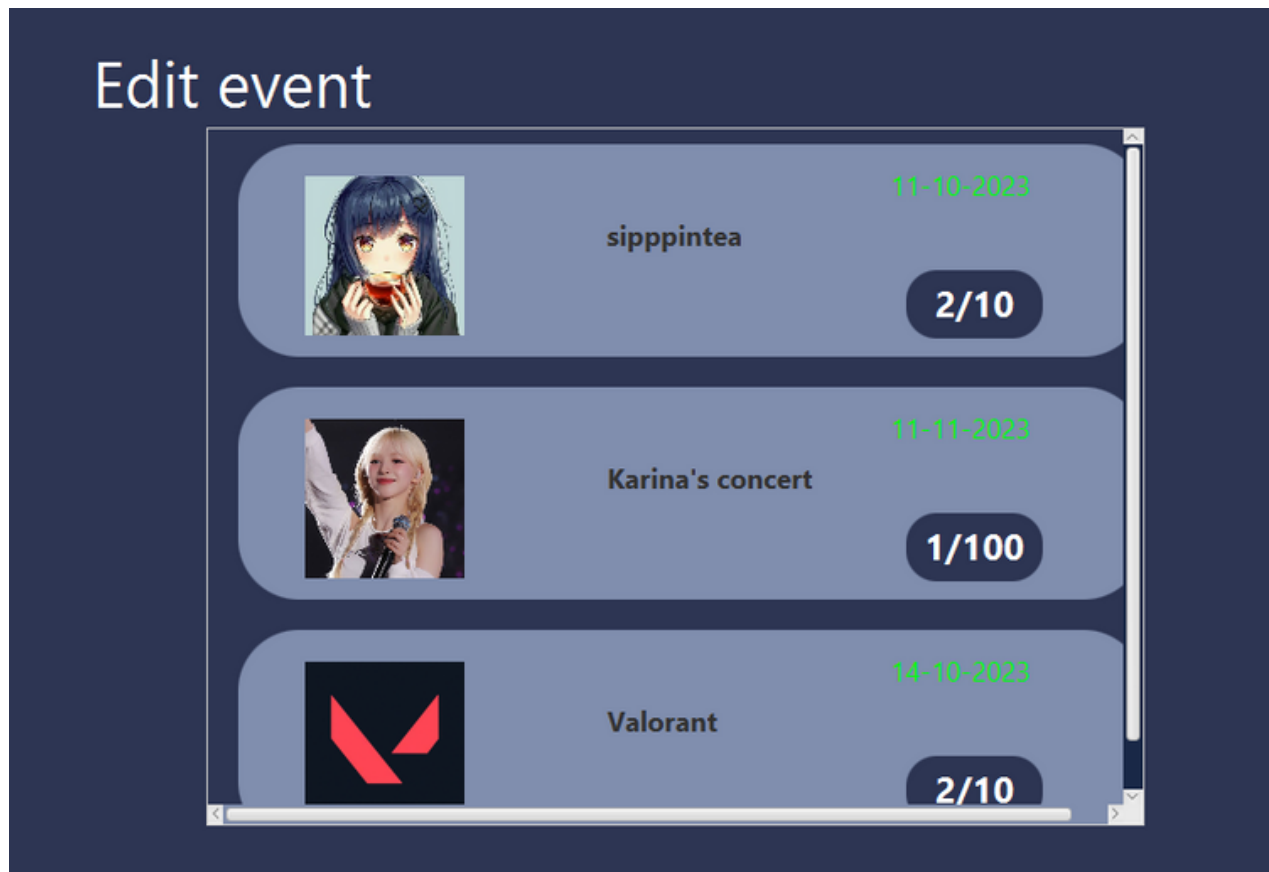 Edit event
11-10-2023
sipppintea
2/10
11-11-2023
Karina's concert
1/100
14-10-2023
Valorant
2/10